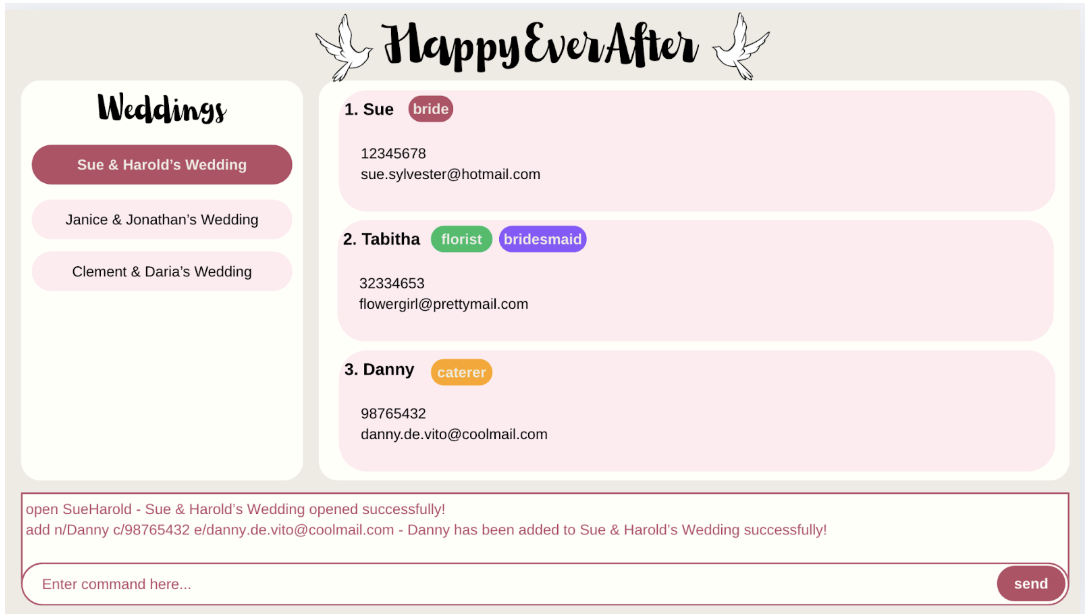 HappyEverAfter
Weddings
Sue & Harold’s Wedding
Janice & Jonathan’s Wedding
Clement & Daria’s Wedding
1. Sue bride
12345678
sue.sylvester@hotmail.com
2. Tabitha florist bridesmaid
32334653
flowergirl@prettymail.com
3. Danny caterer
98765432
danny.de.vito@coolmail.com
open SueHarold - Sue & Harold’s Wedding opened successfully!
add n/Danny c/98765432 e/danny.de.vito@coolmail.com - Danny has been added to Sue & Harold’s Wedding successfully!
Enter command here... send